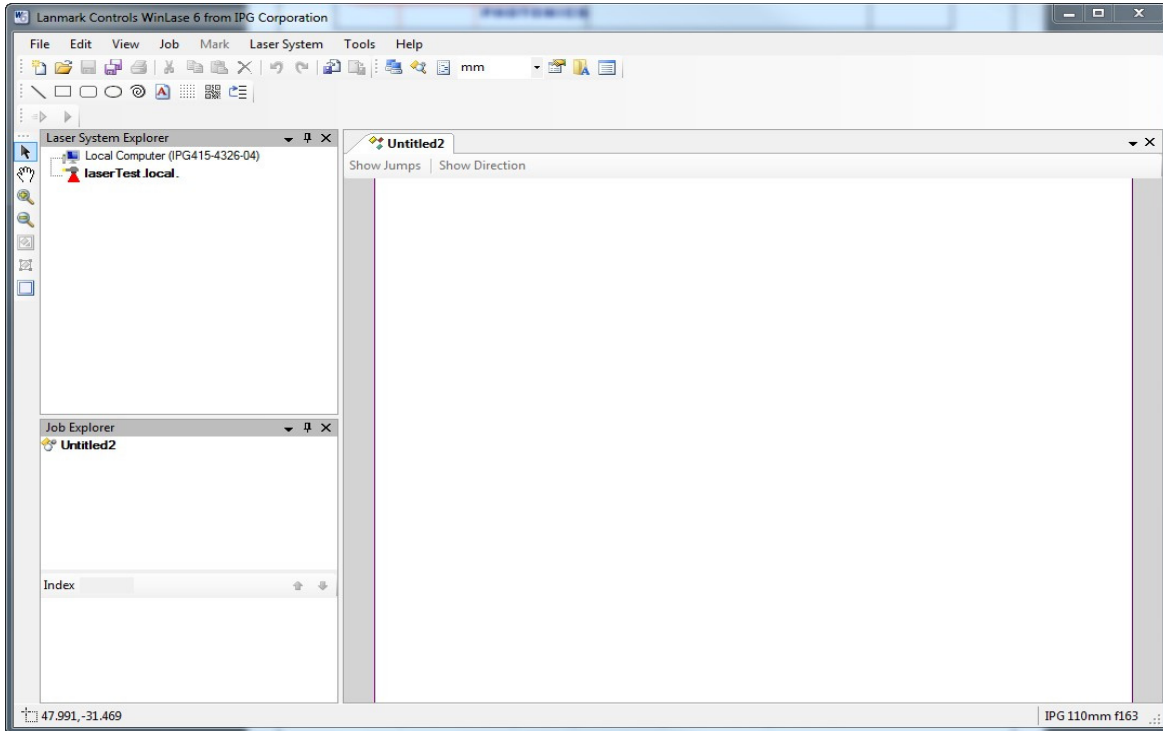 PHOTONICS
Lanmark Controls WinLase 6 from IPG Corporation
File Edit View Job Mark Laser System Tools Help
mm
Laser System Explorer
Local Computer (IPG415-4326-04)
laserTest.local.
Job Explorer
Untitled2
Index
Untitled2
Show Jumps | Show Direction
47.991,-31.469
IPG 110mm f163